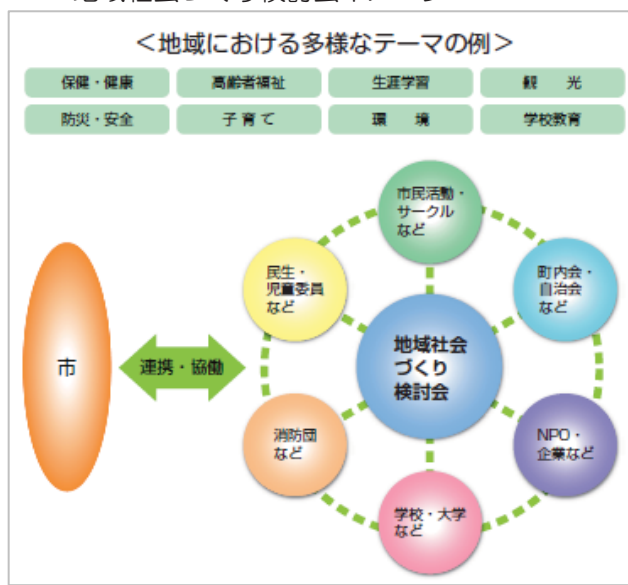 ＜地域における多様なテーマの例＞
保健・健康
高齢者福祉
生涯学習
観　光
防災・安全
子育て
環　境
学校教育
市民活動・
サークル
など
民生・
児童委員
など
町内会・
自治会
など
地域社会
づくり
検討会
市
連携・協働
消防団
など
NPO・
企業など
学校・大学
など